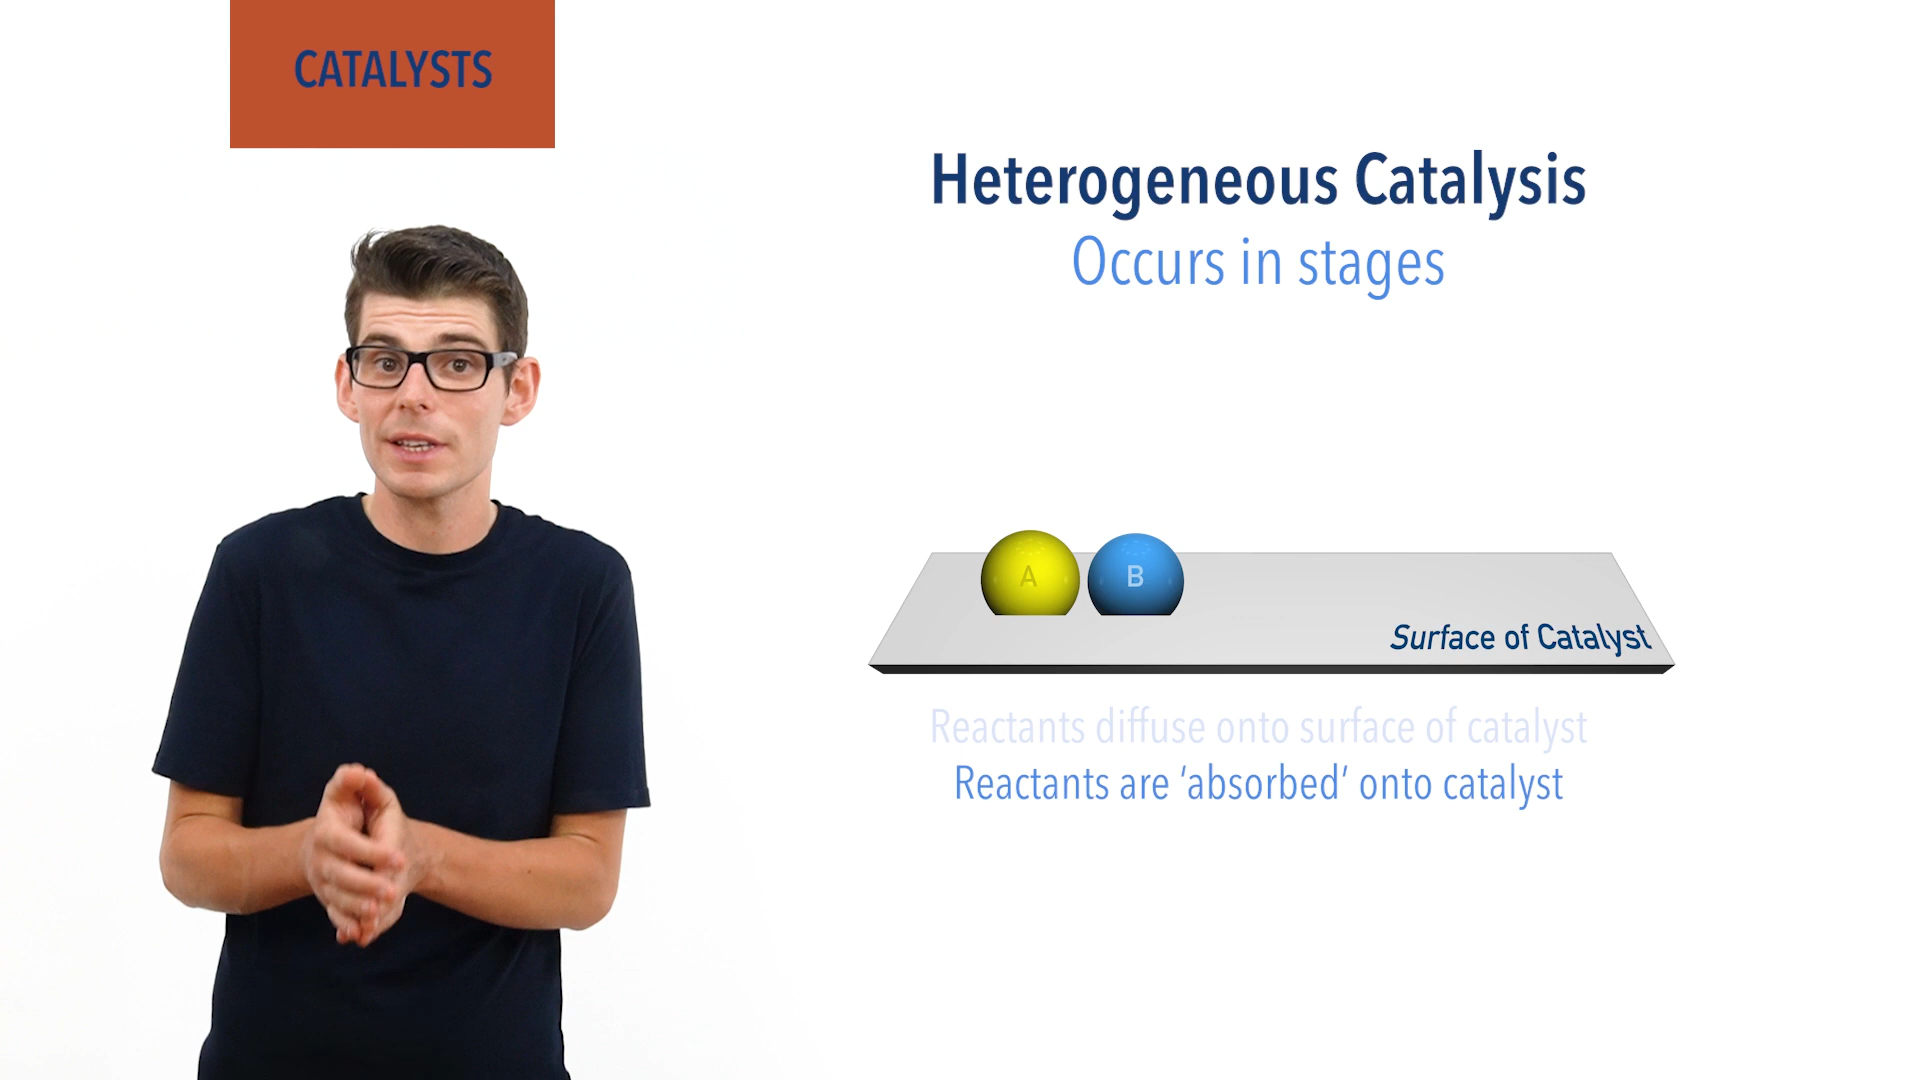 CATALYSTS
Heterogeneous Catalysis
Occurs in stages
A
B
Surface of Catalyst
Reactants diffuse onto surface of catalyst
Reactants are ‘absorbed’ onto catalyst